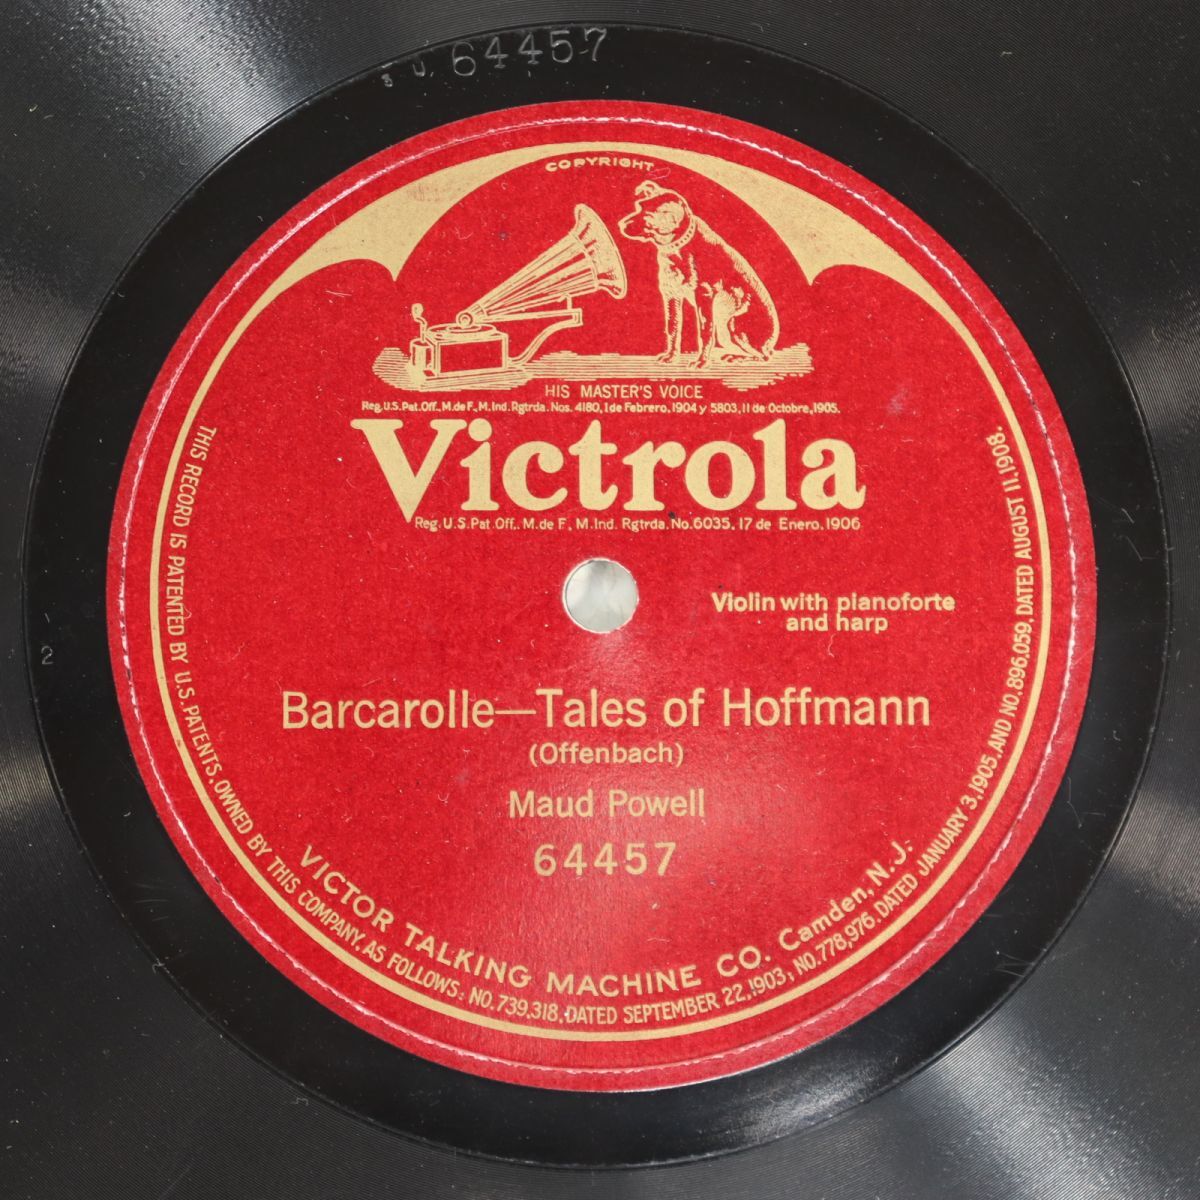 64457
COPYRIGHT
HIS MASTER'S VOICE
Reg.U.S.Pat.Off., M.de F., M.Ind.Rgtrda.Nos.4180,1 de Febrero,1904 y 5803,11 de Octobre,1905.
Victrola
Reg.U.S.Pat.Off. M.de F., M.Ind. Rgtrda.No.6035, 17 de Enero,1906
Violin with pianoforte
and harp
Barcarolle—Tales of Hoffmann
(Offenbach)
Maud Powell
64457
VICTOR TALKING MACHINE CO. Camden, N.J.
THIS RECORD IS PATENTED BY U.S. PATENTS, OWNED BY THIS COMPANY, AS FOLLOWS: NO.739,318, DATED SEPTEMBER 22,1903, NO.778,976, DATED JANUARY 3,1905, AND NO.896,059, DATED AUGUST 11,1908.
2